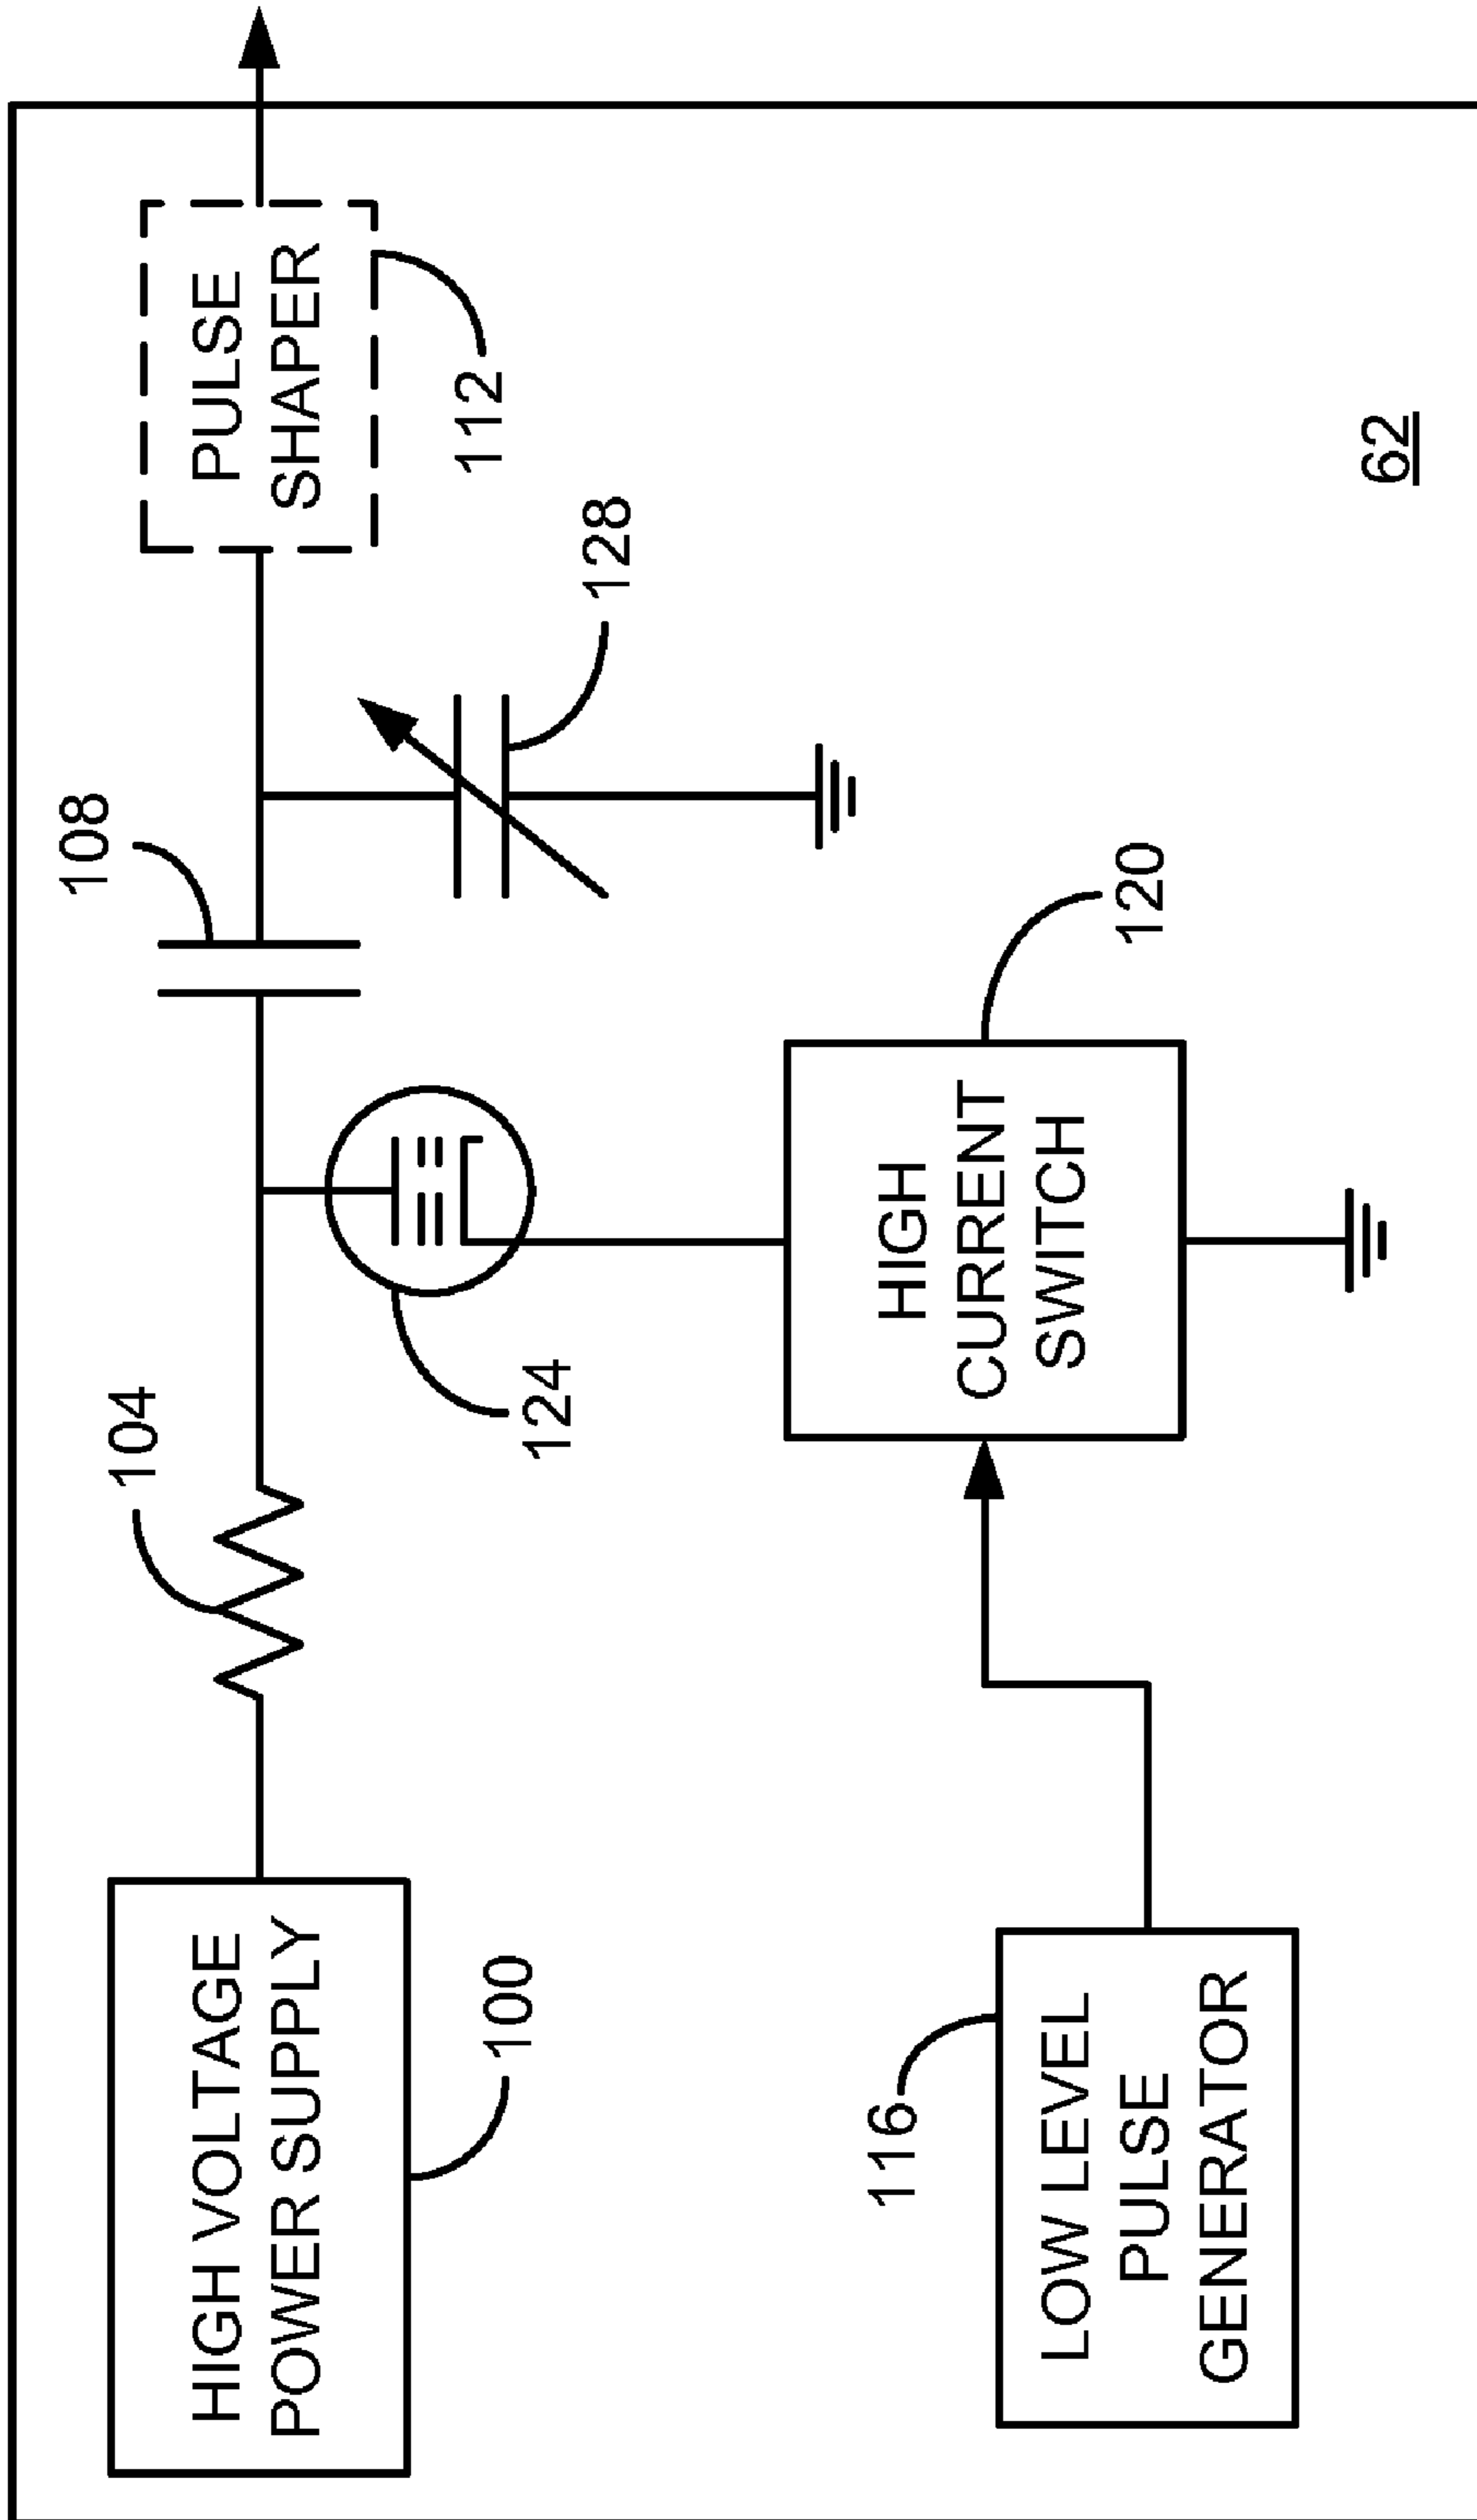 HIGH VOLTAGE
POWER SUPPLY
100
104
108
PULSE
SHAPER
112
124
128
LOW LEVEL
PULSE
GENERATOR
116
HIGH
CURRENT
SWITCH
120
62